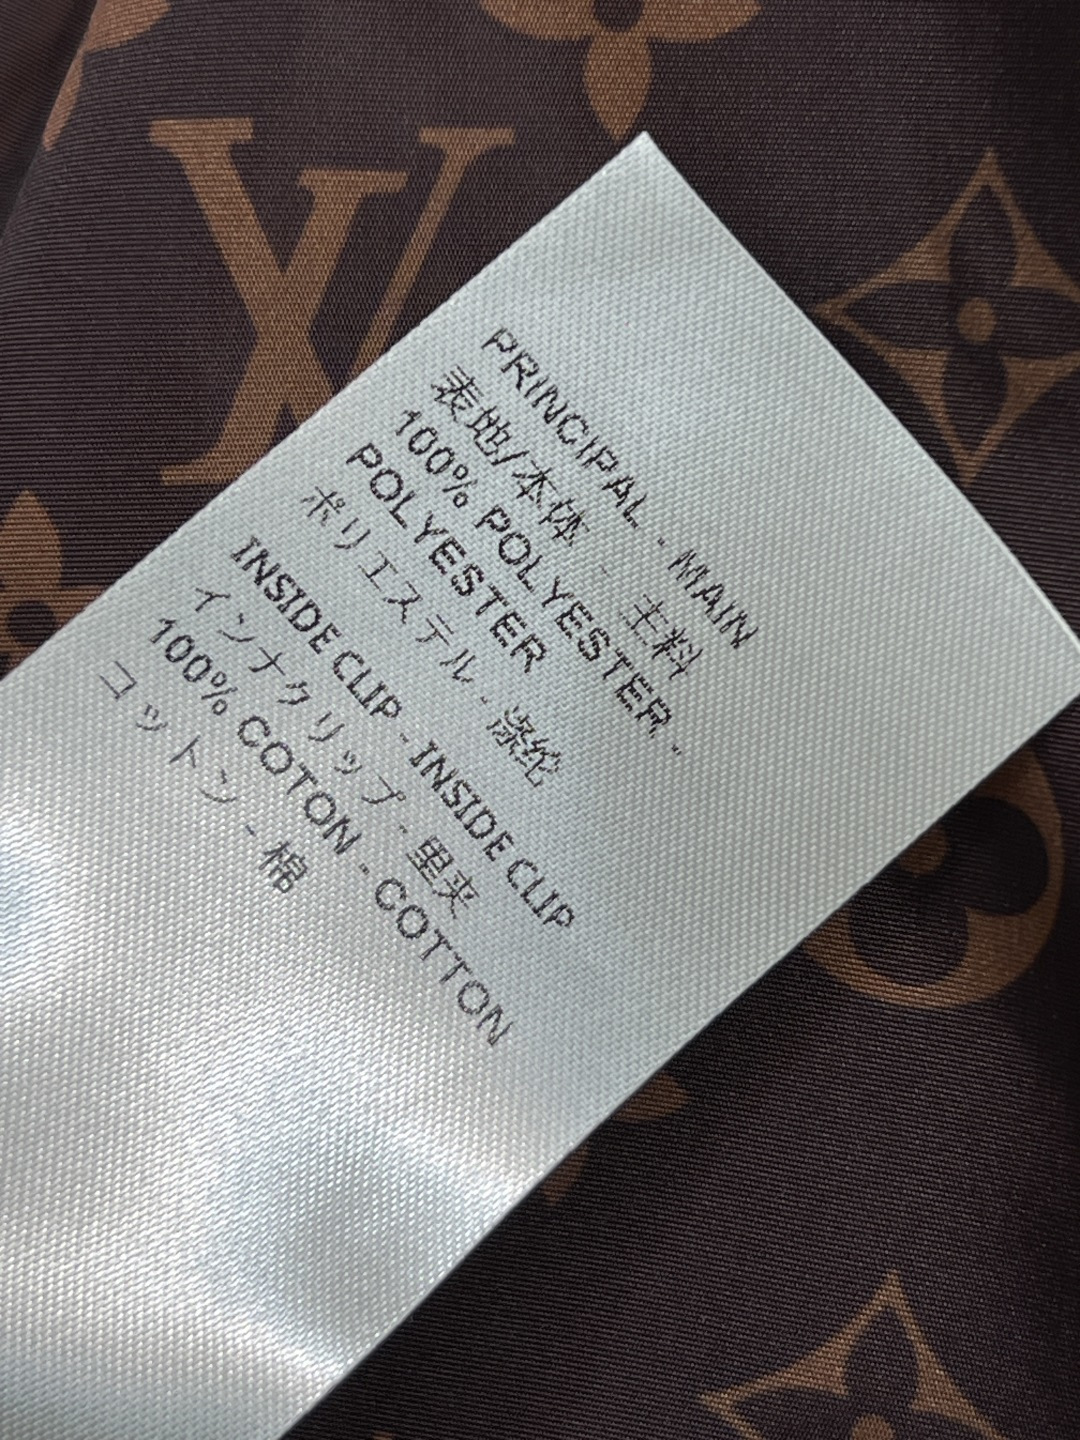 PRINCIPAL - MAIN
表地/本体 - 主料
100% POLYESTER -
POLYESTER
ポリエステル - 涤纶
INSIDE CLIP - INSIDE CLIP
インナクリップ - 里夹
100% COTON - COTTON
コットン - 棉
LV